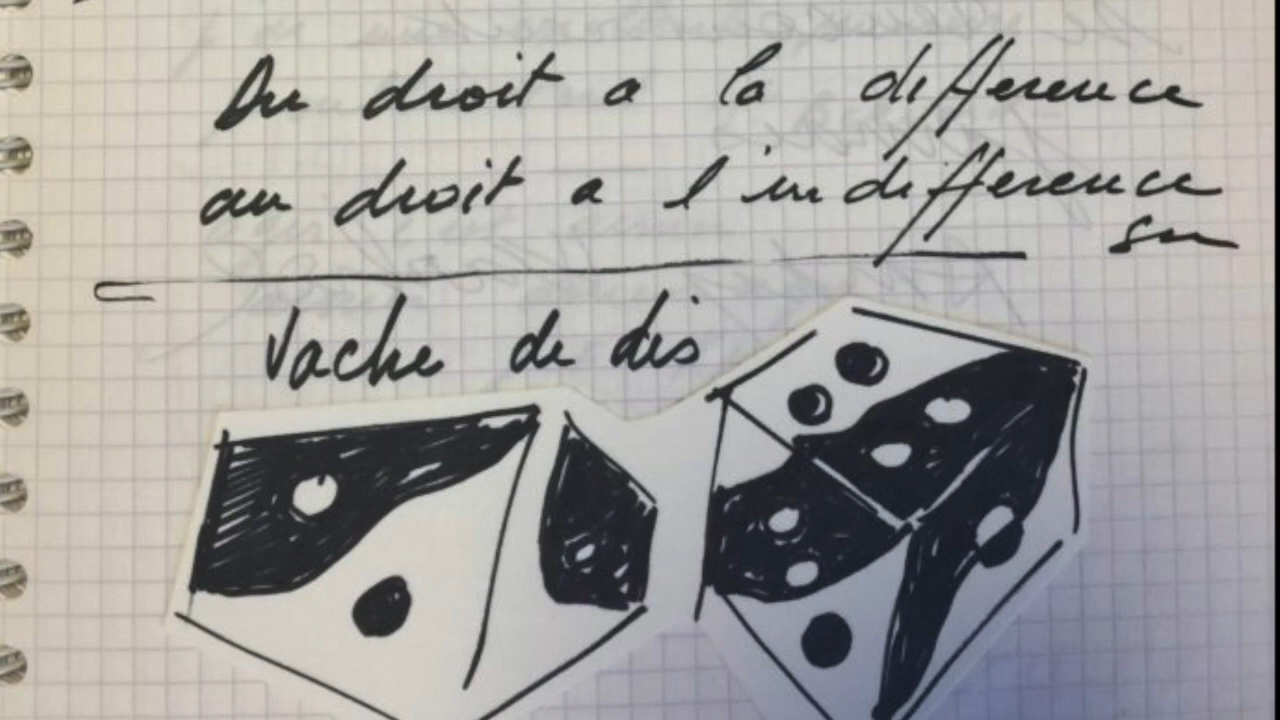 Du droit a la difference
au droit a l'indifference
Vache de dés